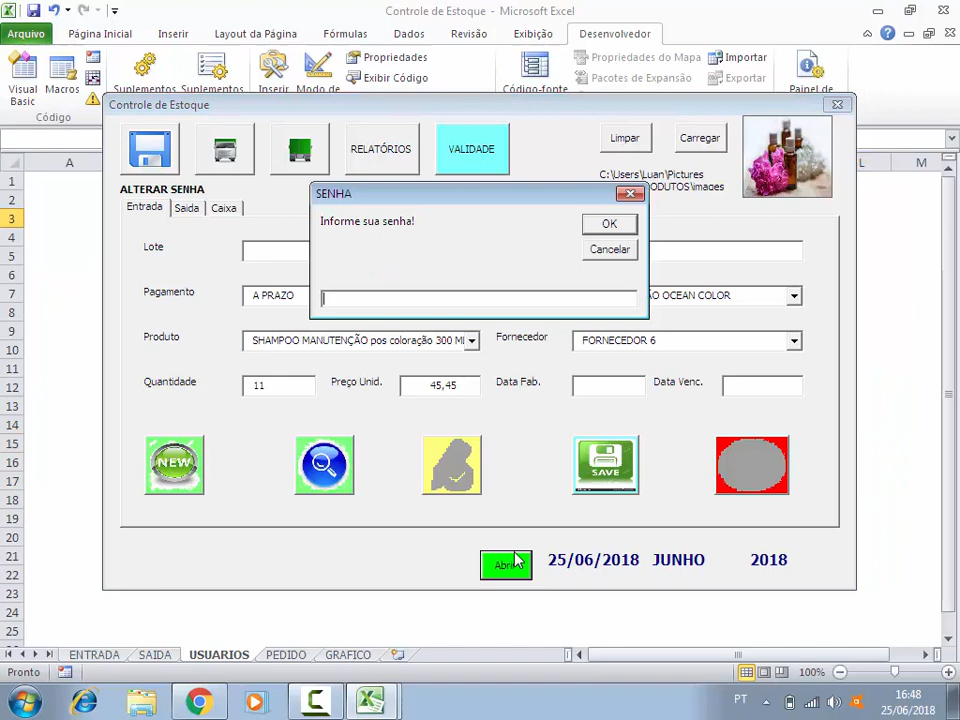 Controle de Estoque - Microsoft Excel
Arquivo Página Inicial Inserir Layout da Página Fórmulas Dados Revisão Exibição Desenvolvedor
Visual Basic
Macros
Suplementos Suplementos
Inserir
Modo de
Propriedades
Exibir Código
Código-fonte
Propriedades do Mapa
Pacotes de Expansão
Importar
Exportar
Painel de
Código
Controle de Estoque
RELATÓRIOS
VALIDADE
Limpar
Carregar
C:\Users\Luan\Pictures
RODUTOS\images
ALTERAR SENHA
Entrada Saida Caixa
SENHA
Informe sua senha!
OK
Cancelar
Lote
Pagamento
A PRAZO
ÃO OCEAN COLOR
Produto
SHAMPOO MANUTENÇÃO pos coloração 300 Ml
Fornecedor
FORNECEDOR 6
Quantidade
11
Preço Unid.
45,45
Data Fab.
Data Venc.
NEW
SAVE
25/06/2018 JUNHO 2018
A L M
1
2
3
4
5
6
7
8
9
10
11
12
13
14
15
16
17
18
19
20
21
22
23
24
25
ENTRADA SAIDA USUARIOS PEDIDO GRAFICO
Pronto
100%
PT
16:48
25/06/2018